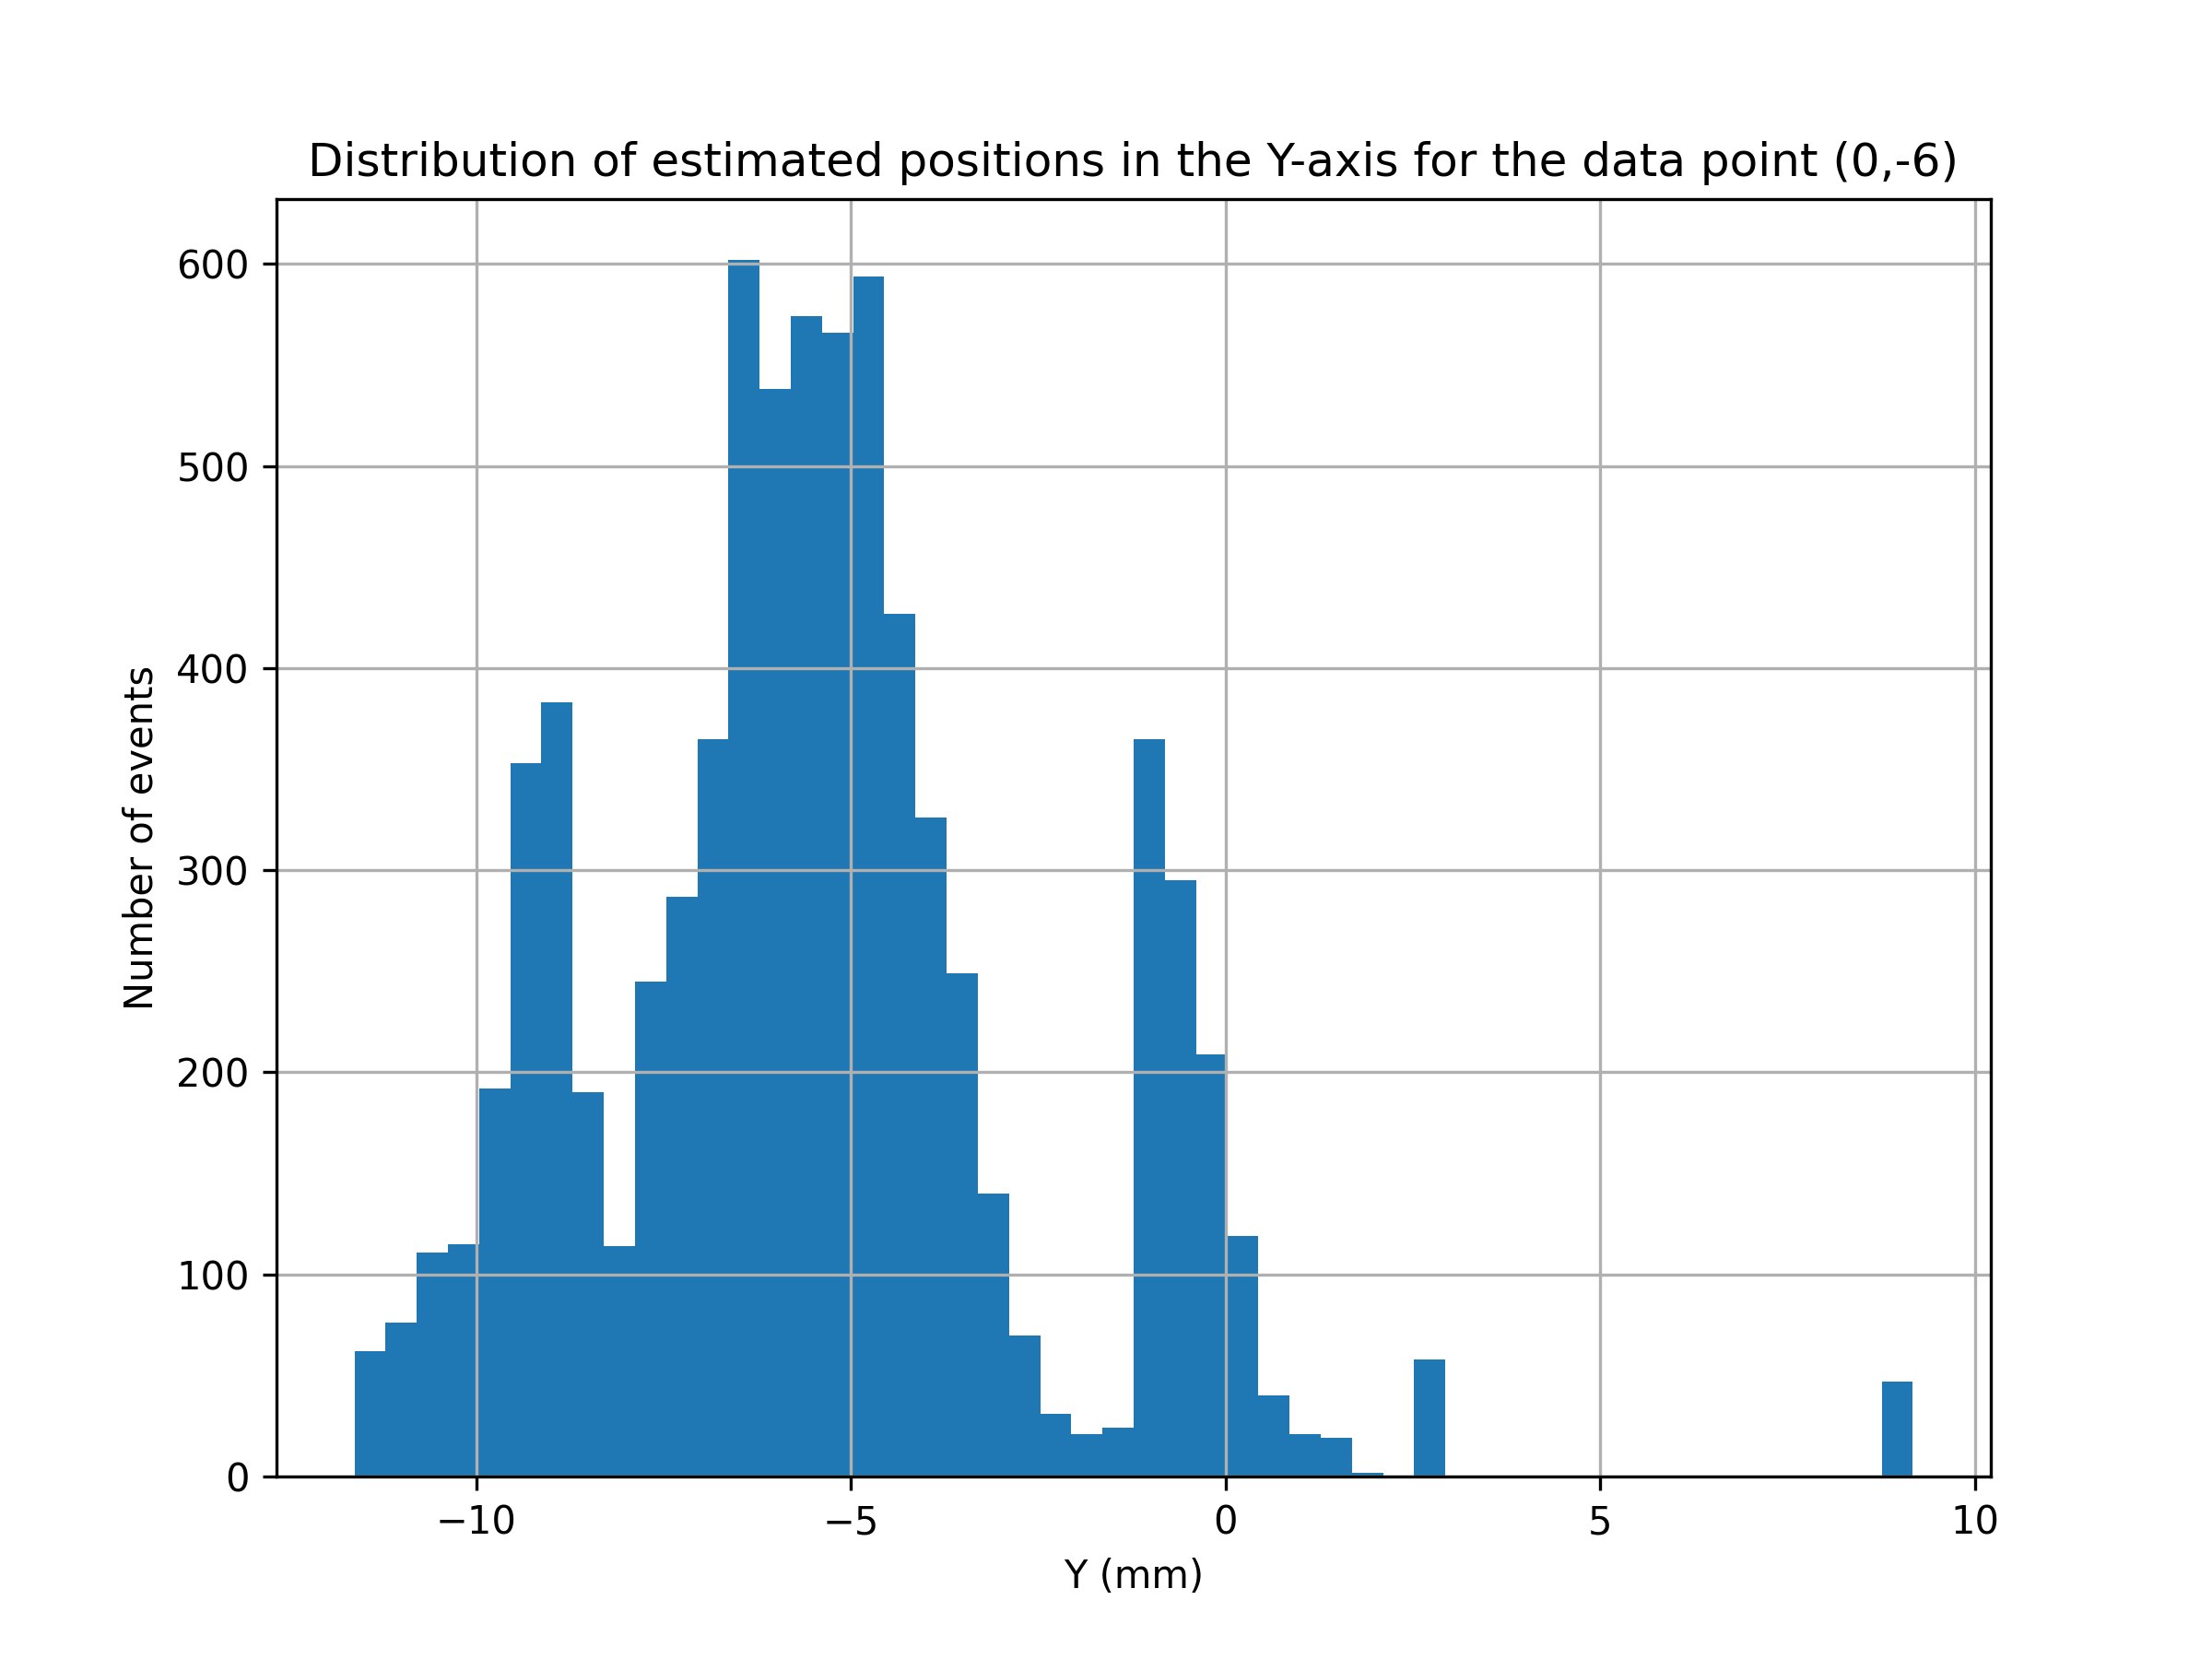 Distribution of estimated positions in the Y-axis for the data point (0,-6)
600
500
400
300
200
100
0
Number of events
−10 −5 0 5 10
Y (mm)